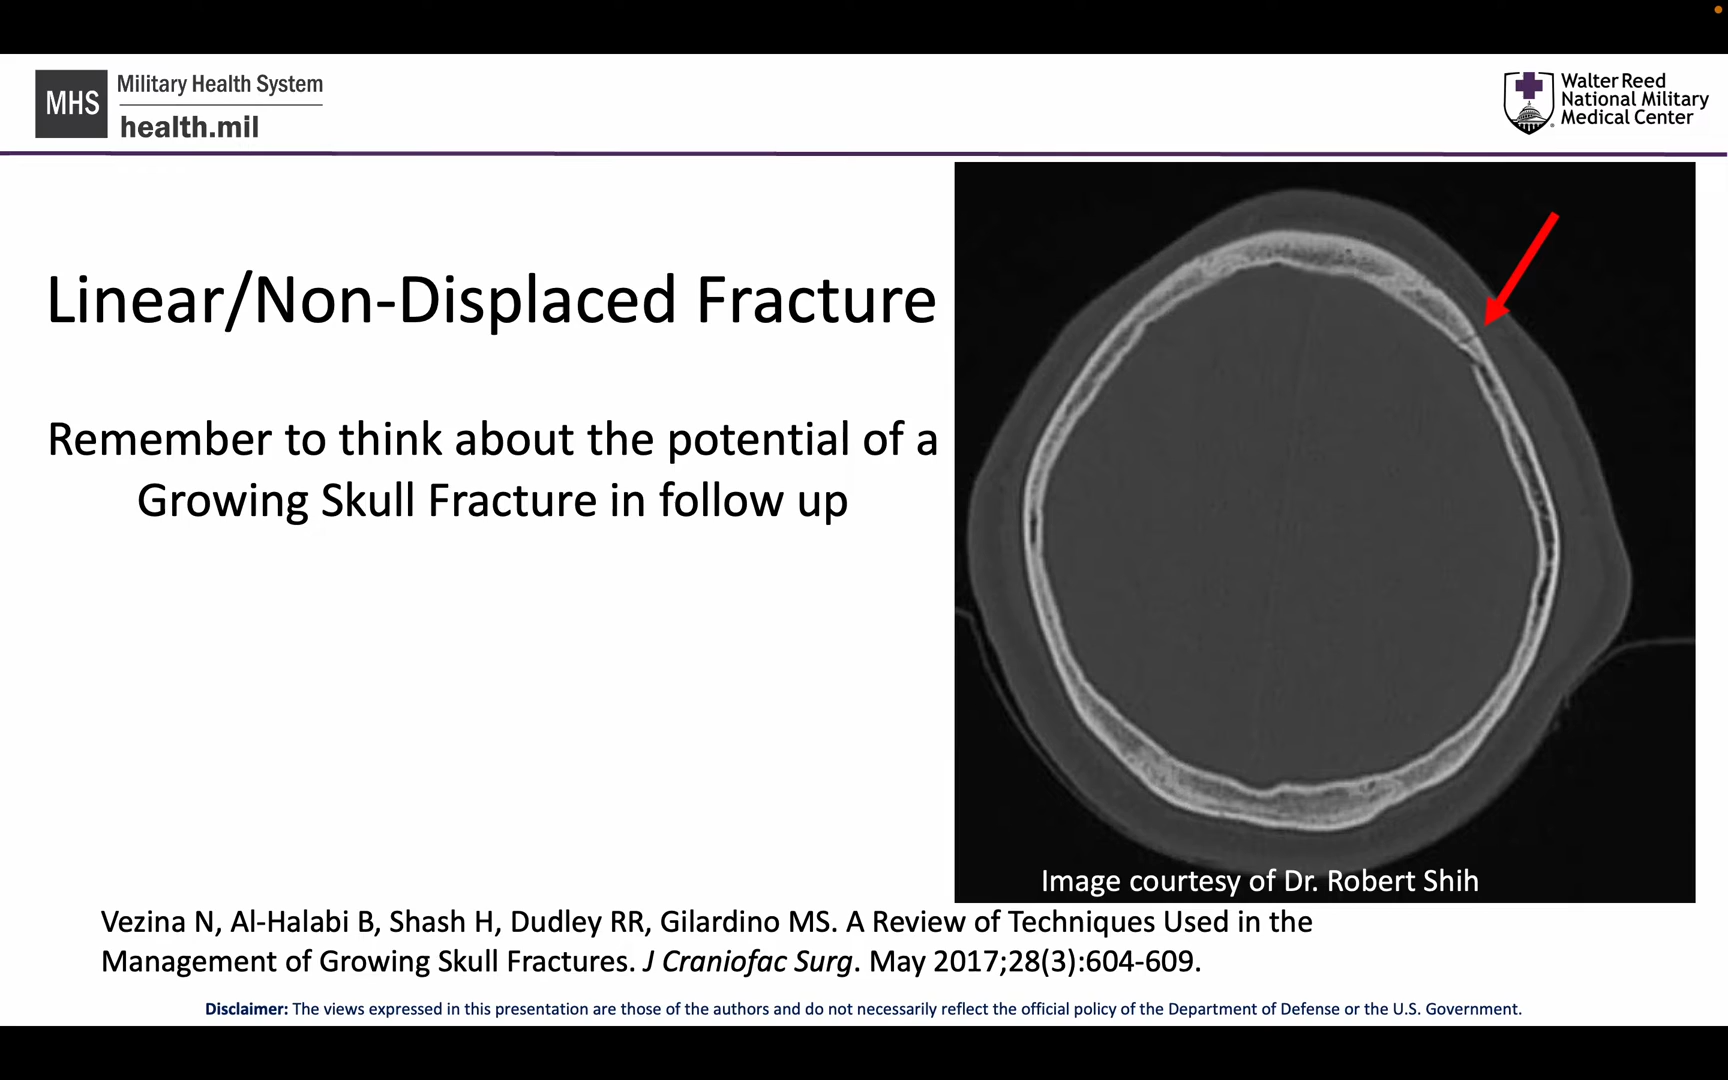 MHS
Military Health System
health.mil
Walter Reed
National Military
Medical Center
Linear/Non-Displaced Fracture
Remember to think about the potential of a
Growing Skull Fracture in follow up
Image courtesy of Dr. Robert Shih
Vezina N, Al-Halabi B, Shash H, Dudley RR, Gilardino MS. A Review of Techniques Used in the
Management of Growing Skull Fractures. J Craniofac Surg. May 2017;28(3):604-609.
Disclaimer: The views expressed in this presentation are those of the authors and do not necessarily reflect the official policy of the Department of Defense or the U.S. Government.